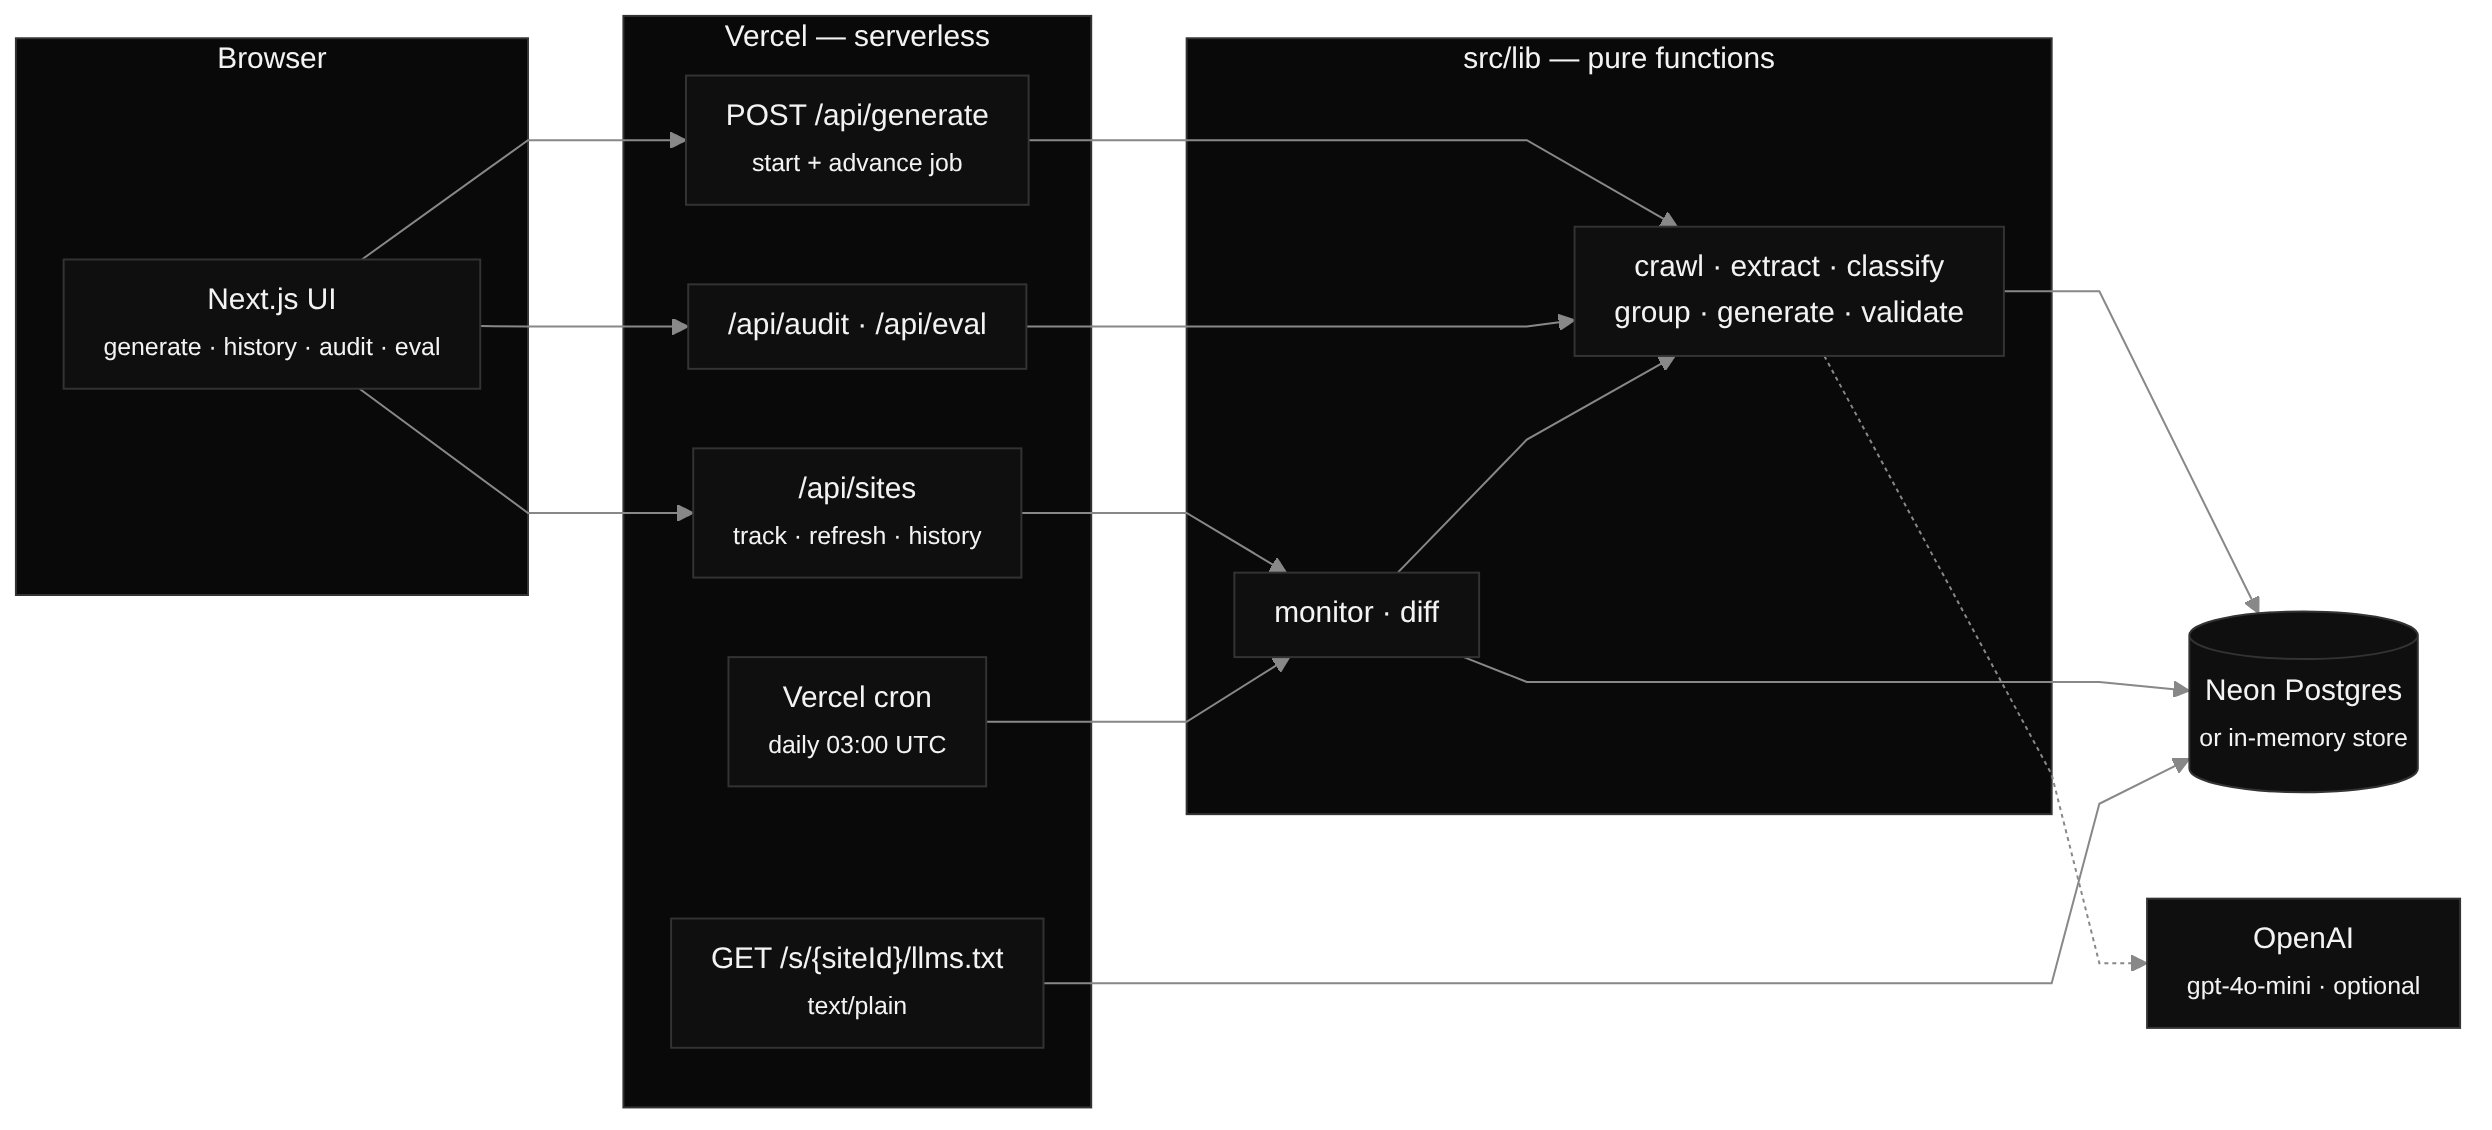 Browser
Next.js UI
generate · history · audit · eval
Vercel — serverless
POST /api/generate
start + advance job
/api/audit · /api/eval
/api/sites
track · refresh · history
Vercel cron
daily 03:00 UTC
GET /s/{siteId}/llms.txt
text/plain
src/lib — pure functions
crawl · extract · classify
group · generate · validate
monitor · diff
Neon Postgres
or in-memory store
OpenAI
gpt-4o-mini · optional